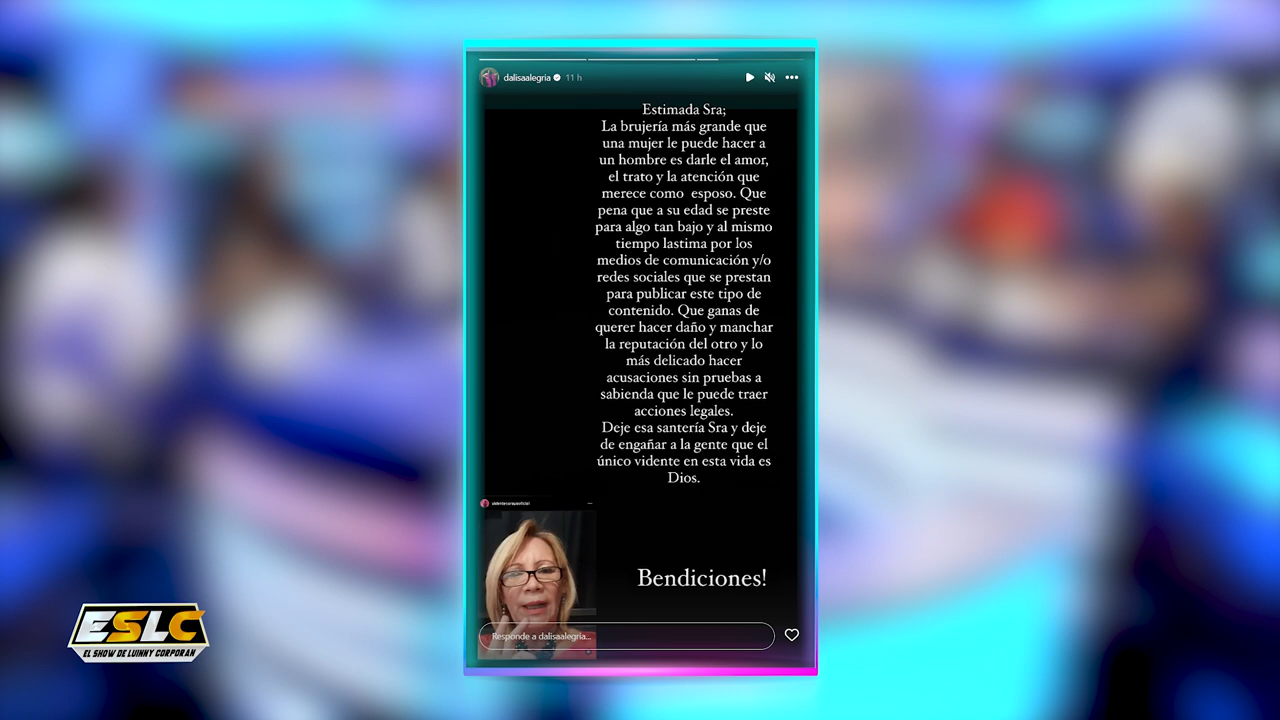 dalisaalegria 11 h
Estimada Sra;
La brujería más grande que
una mujer le puede hacer a
un hombre es darle el amor,
el trato y la atención que
merece como esposo. Que
pena que a su edad se preste
para algo tan bajo y al mismo
tiempo lastima por los
medios de comunicación y/o
redes sociales que se prestan
para publicar este tipo de
contenido. Que ganas de
querer hacer daño y manchar
la reputación del otro y lo
más delicado hacer
acusaciones sin pruebas a
sabienda que le puede traer
acciones legales.
Deje esa santería Sra y deje
de engañar a la gente que el
único vidente en esta vida es
Dios.
Bendiciones!
Responde a dalisaalegría...
ESLC
EL SHOW DE LUINNY CORPORAN